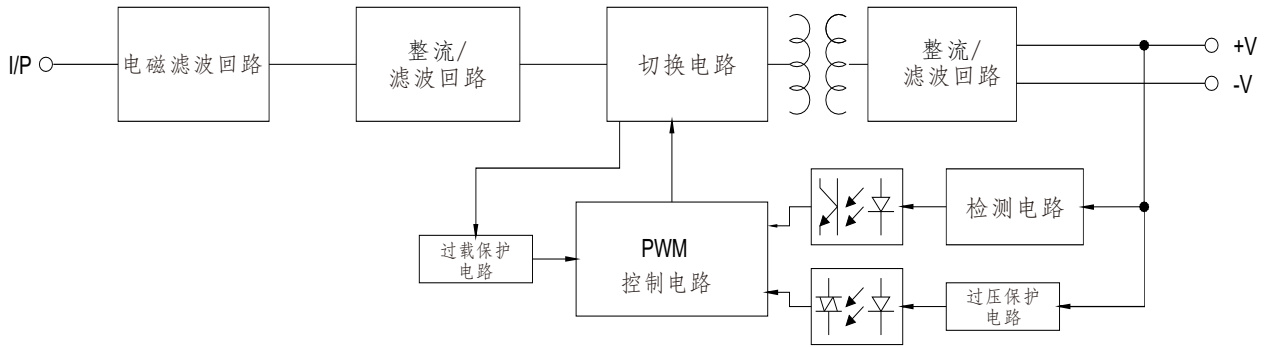 I/P
电磁滤波回路
整流/
滤波回路
切换电路
整流/
滤波回路
+V
-V
检测电路
过载保护
电路
PWM
控制电路
过压保护
电路